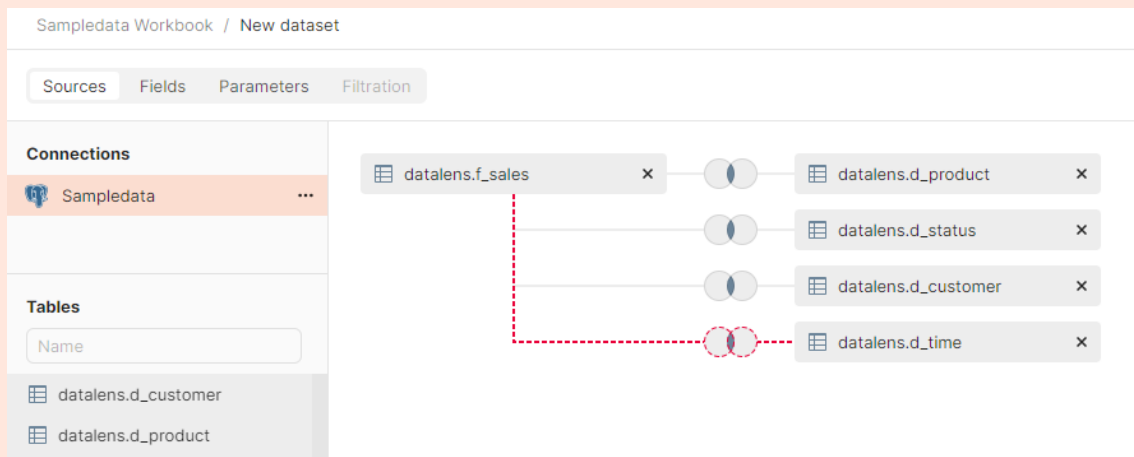 Sampledata Workbook / New dataset
Sources Fields Parameters Filtration
Connections
Sampledata
Tables
Name
datalens.d_customer
datalens.d_product
datalens.f_sales
datalens.d_product
datalens.d_status
datalens.d_customer
datalens.d_time